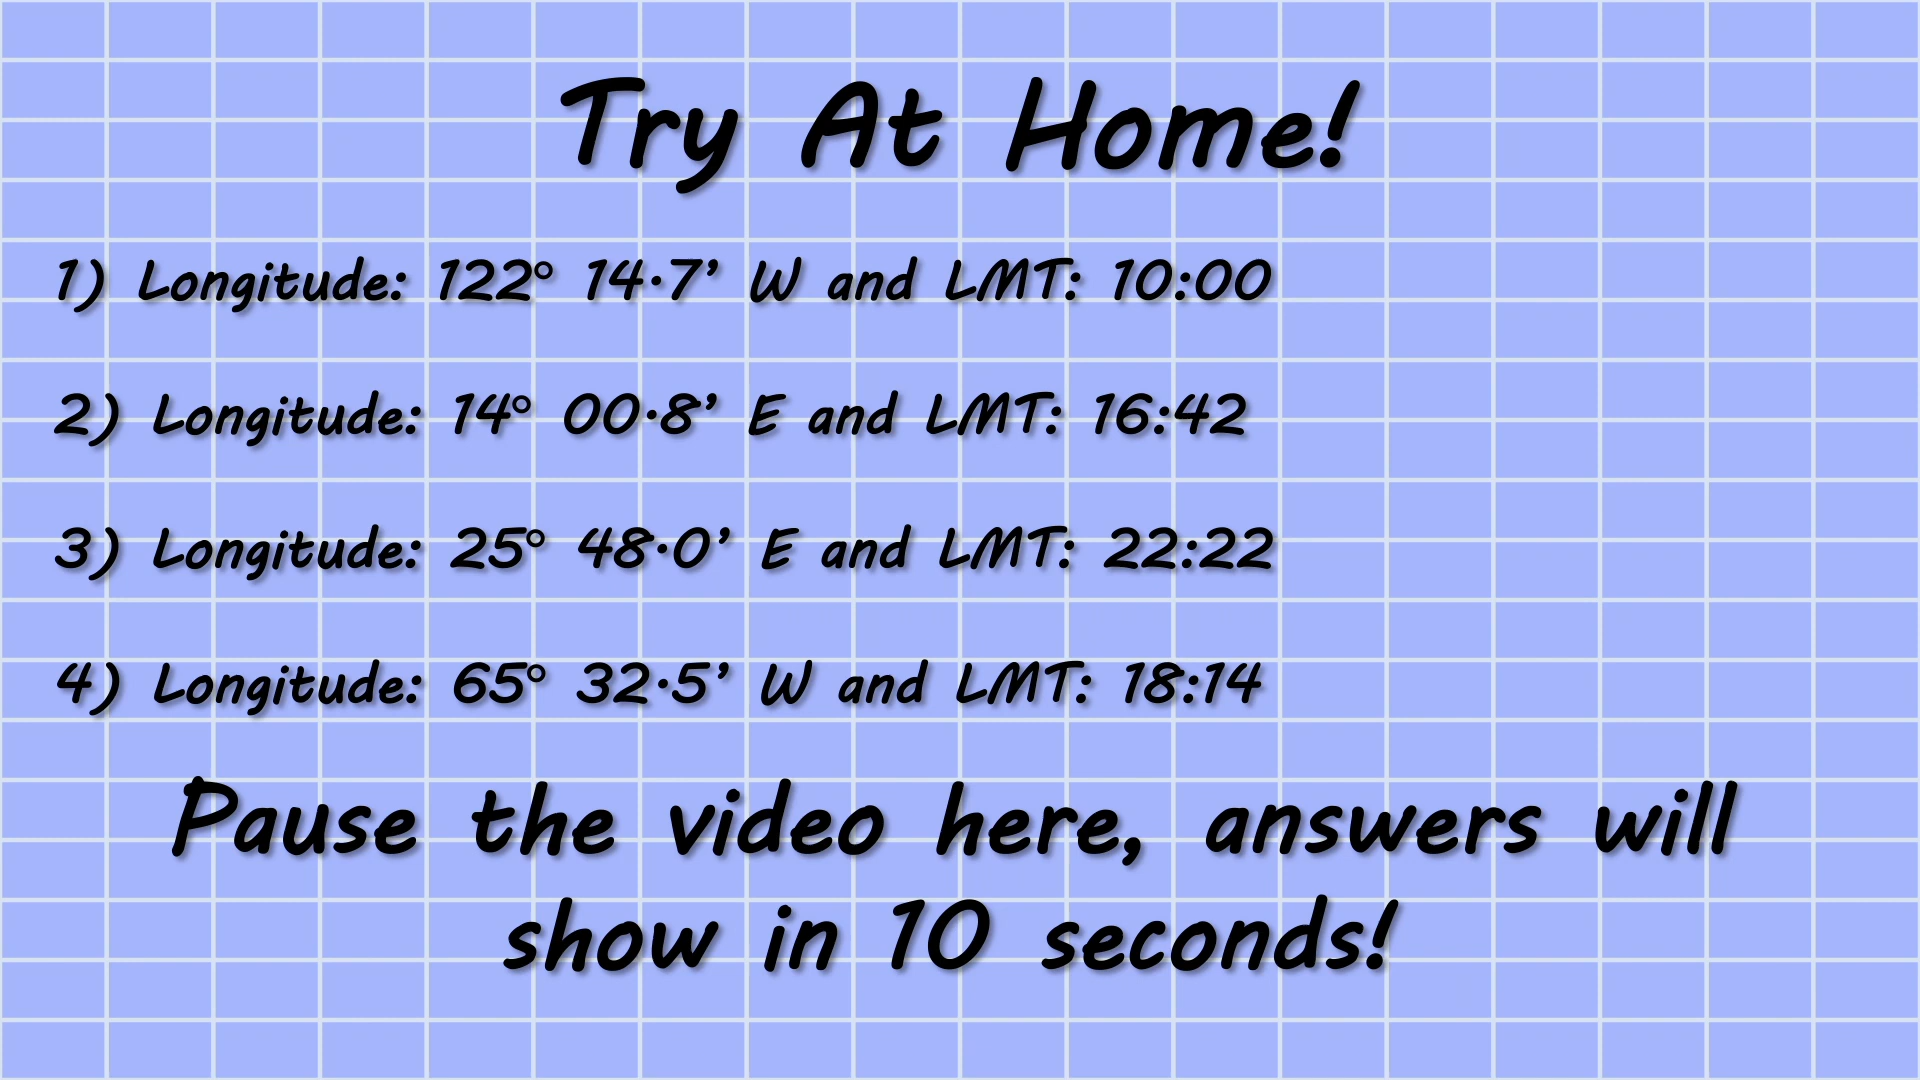 Try At Home!
1) Longitude: 122° 14·7’ W and LMT: 10:00
2) Longitude: 14° 00·8’ E and LMT: 16:42
3) Longitude: 25° 48·0’ E and LMT: 22:22
4) Longitude: 65° 32·5’ W and LMT: 18:14
Pause the video here, answers will
show in 10 seconds!